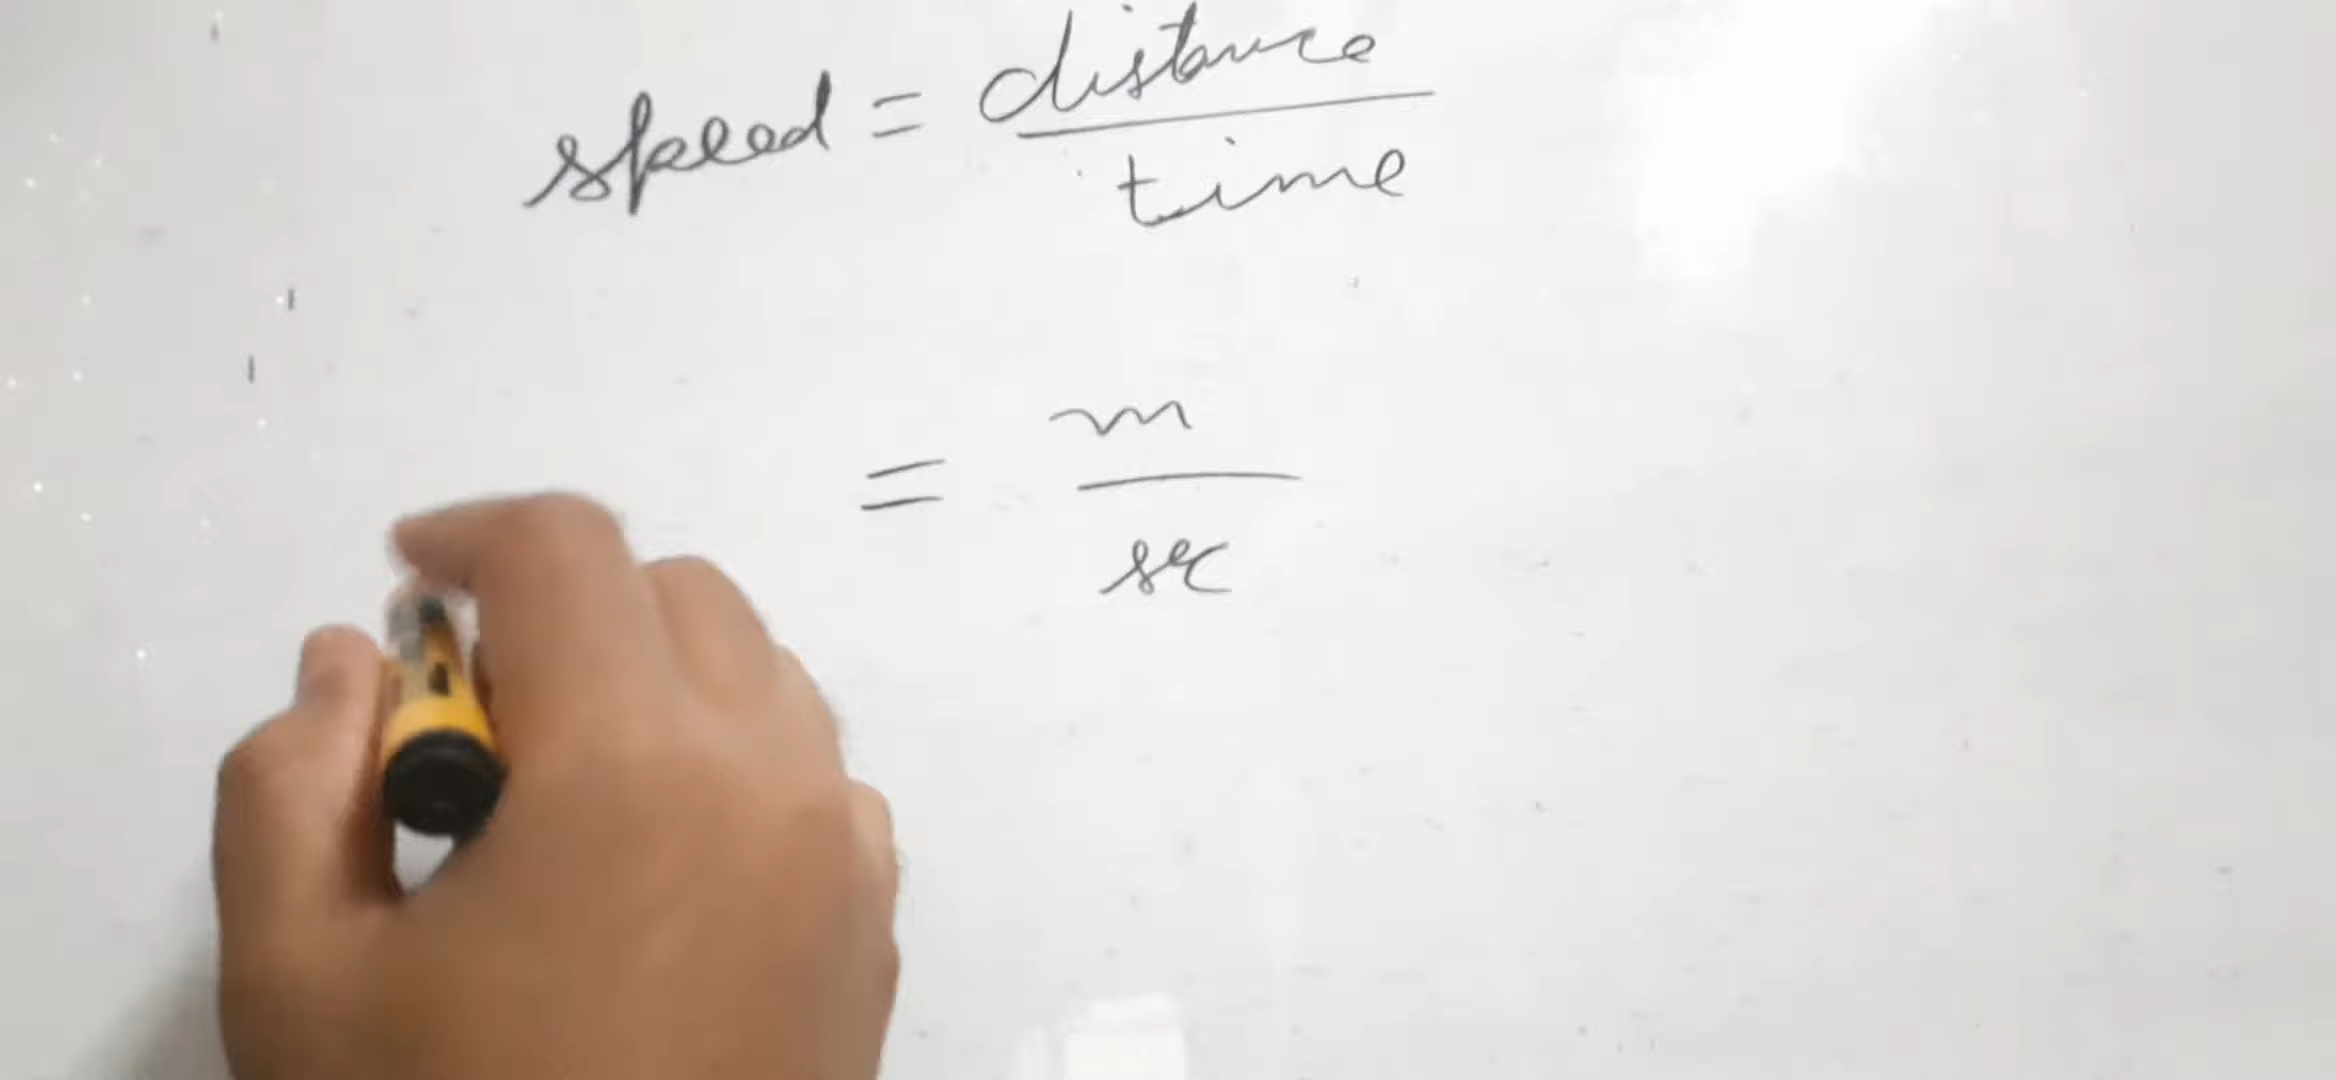 speed = distance / time
= m / sec